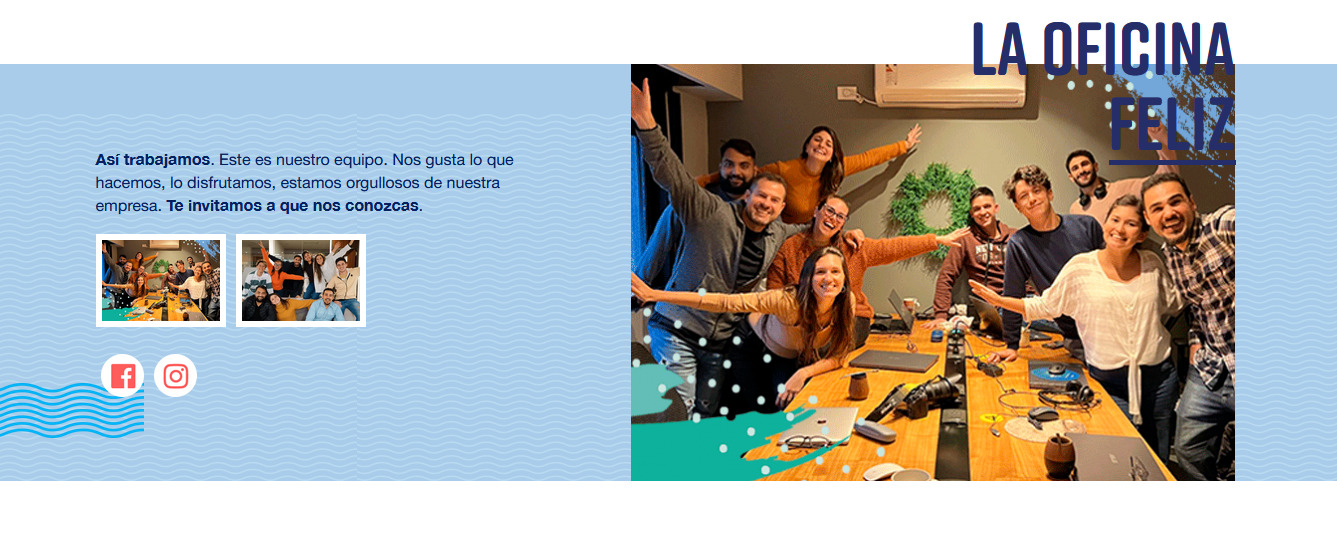 LA OFICINA
FELIZ
Así trabajamos. Este es nuestro equipo. Nos gusta lo que
hacemos, lo disfrutamos, estamos orgullosos de nuestra
empresa. Te invitamos a que nos conozcas.